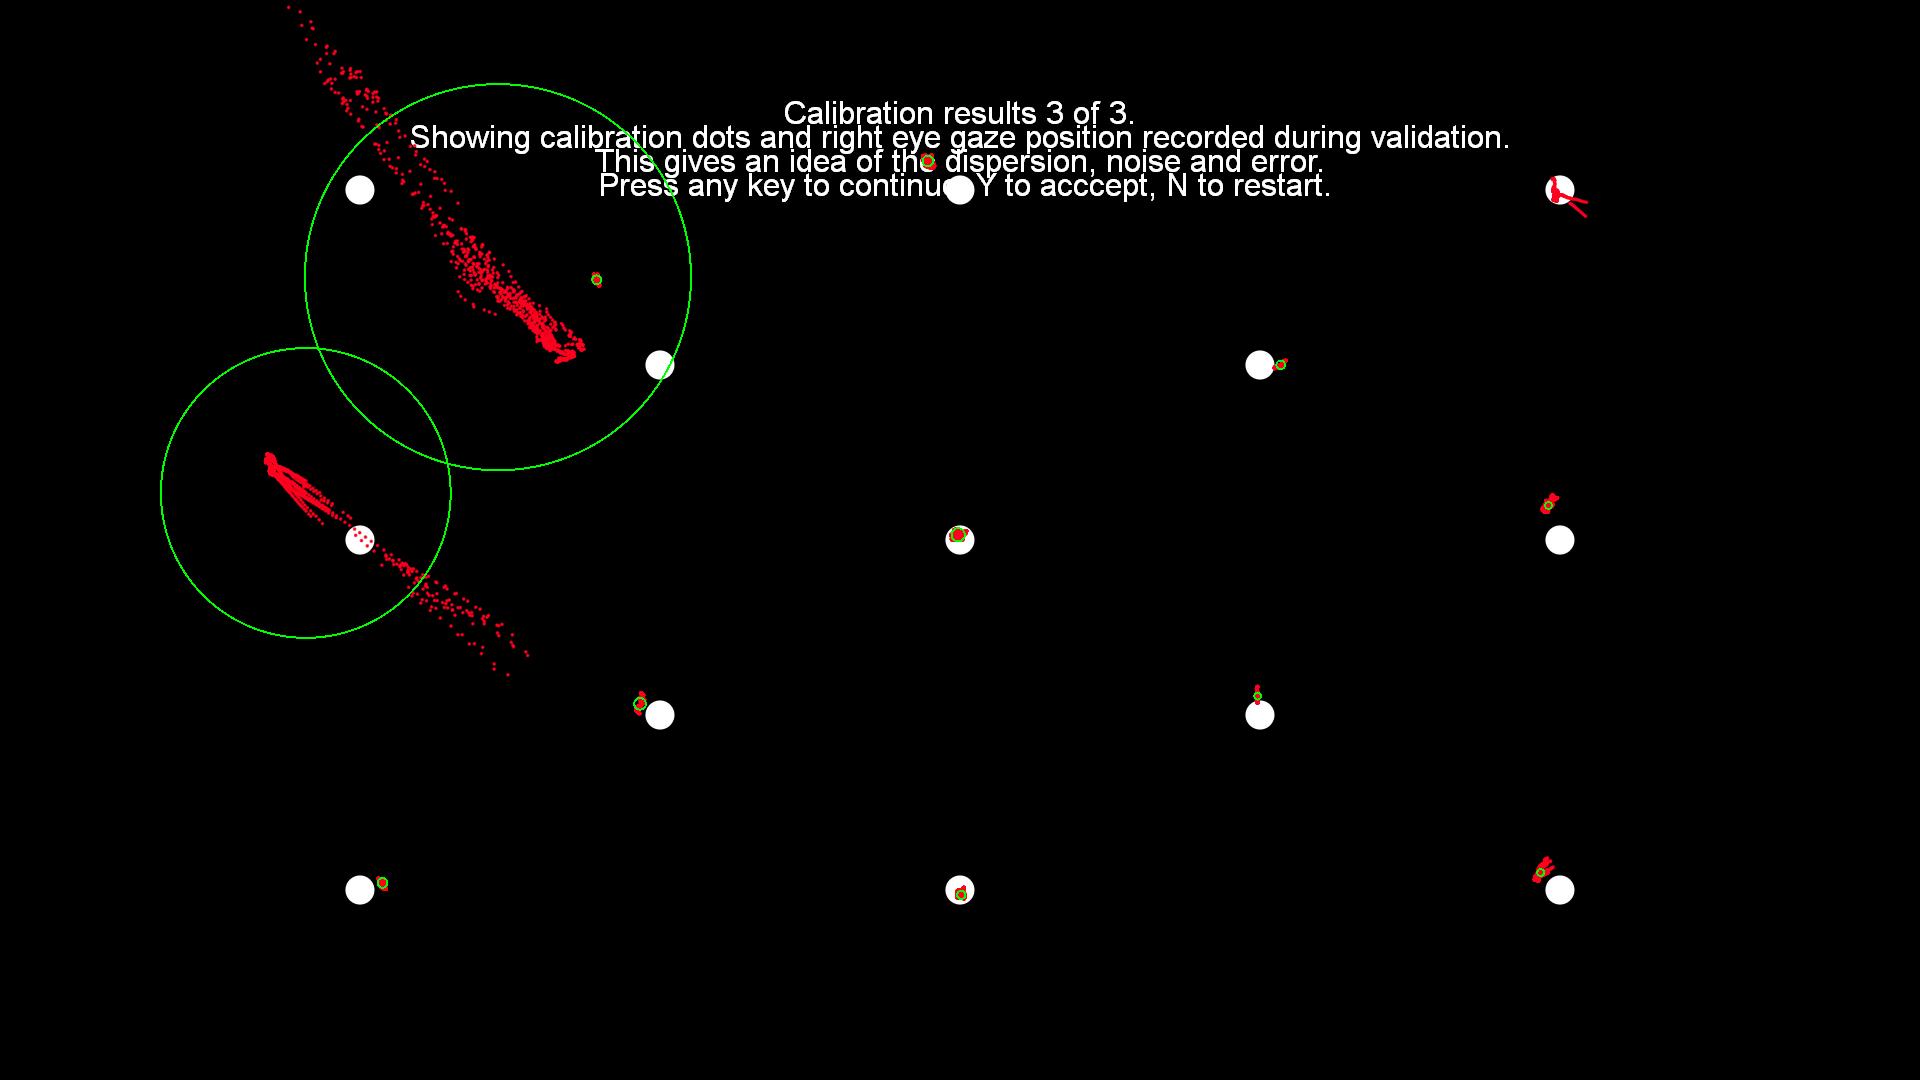 Calibration results 3 of 3.
Showing calibration dots and right eye gaze position recorded during validation.
This gives an idea of the dispersion, noise and error.
Press any key to continue, Y to acccept, N to restart.